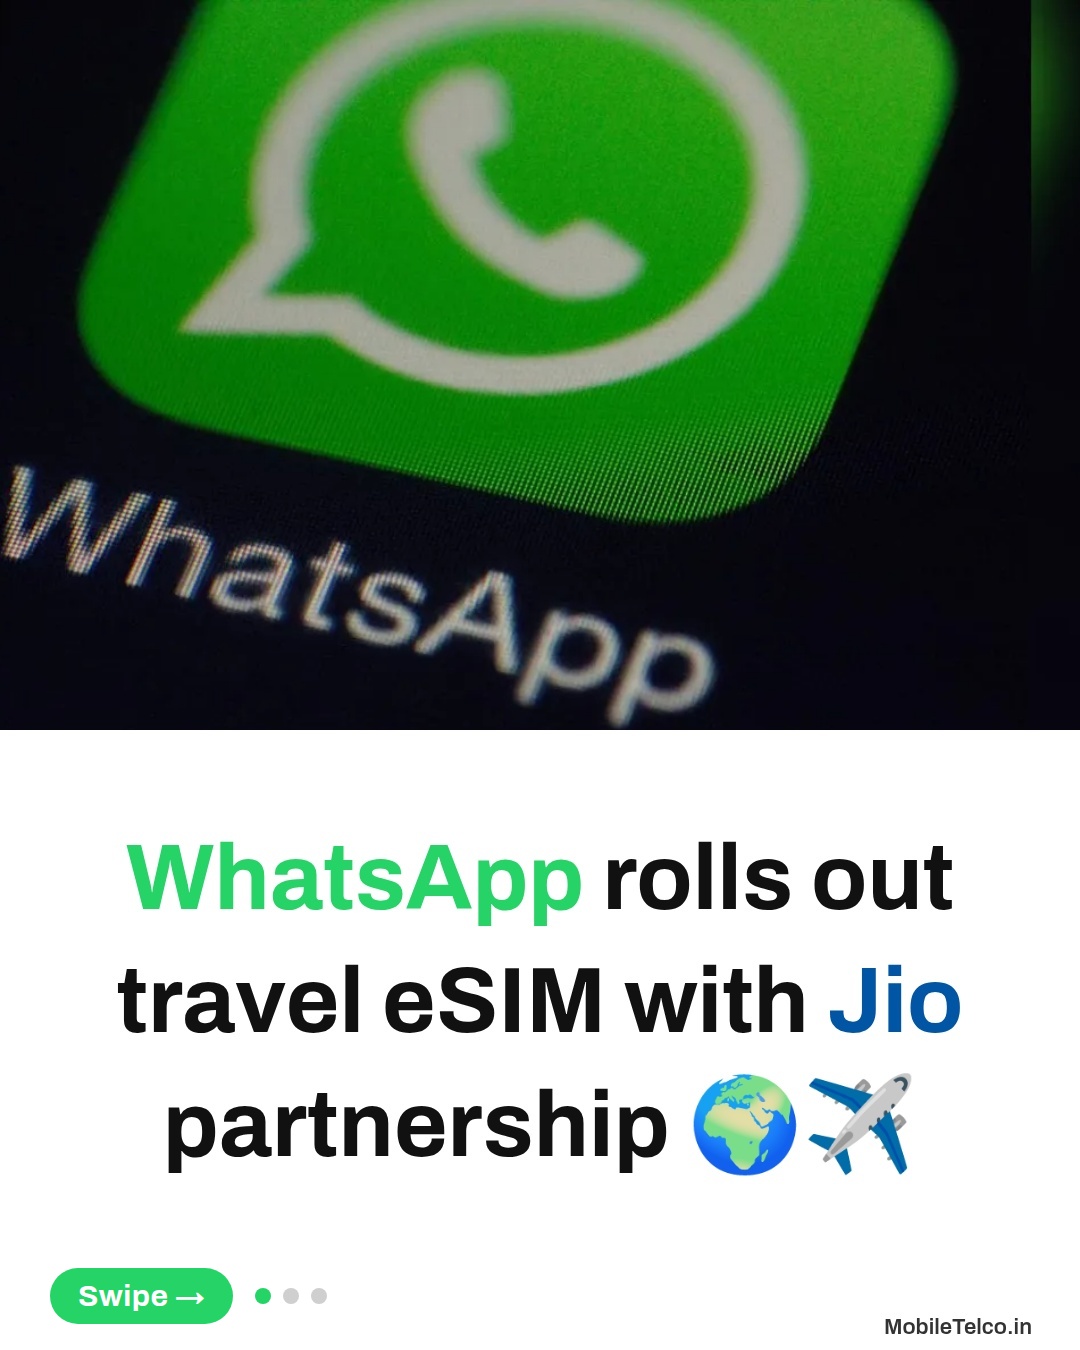 WhatsApp
WhatsApp rolls out
travel eSIM with Jio
partnership 🌍✈️
Swipe →
MobileTelco.in